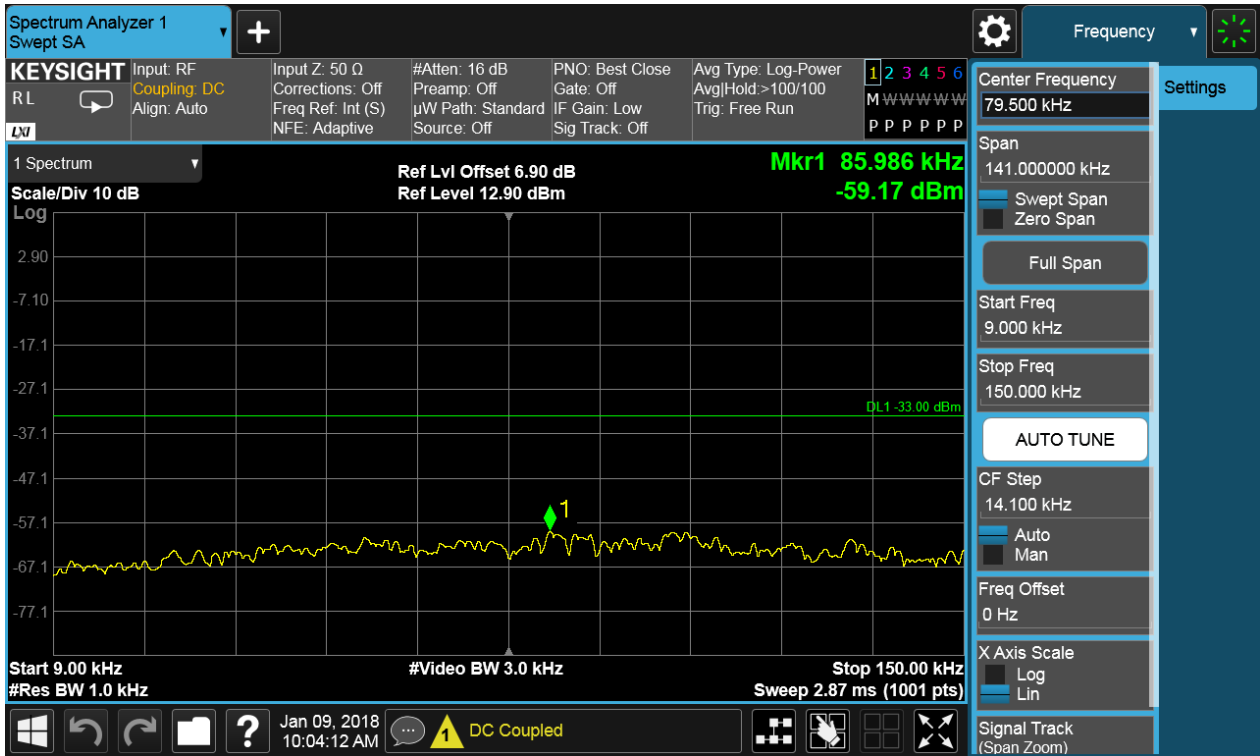 Spectrum Analyzer 1
Swept SA
Frequency
KEYSIGHT
RL
LXI
Input: RF
Coupling: DC
Align: Auto
Input Z: 50 Ω
Corrections: Off
Freq Ref: Int (S)
NFE: Adaptive
#Atten: 16 dB
Preamp: Off
µW Path: Standard
Source: Off
PNO: Best Close
Gate: Off
IF Gain: Low
Sig Track: Off
Avg Type: Log-Power
Avg|Hold:>100/100
Trig: Free Run
1 2 3 4 5 6
M W W W W W
P P P P P P
1 Spectrum
Scale/Div 10 dB
Log
Ref Lvl Offset 6.90 dB
Ref Level 12.90 dBm
Mkr1 85.986 kHz
-59.17 dBm
2.90
-7.10
-17.1
-27.1
DL1 -33.00 dBm
-37.1
-47.1
1
-57.1
-67.1
-77.1
Start 9.00 kHz
#Video BW 3.0 kHz
Stop 150.00 kHz
#Res BW 1.0 kHz
Sweep 2.87 ms (1001 pts)
Center Frequency
79.500 kHz
Settings
Span
141.000000 kHz
Swept Span
Zero Span
Full Span
Start Freq
9.000 kHz
Stop Freq
150.000 kHz
AUTO TUNE
CF Step
14.100 kHz
Auto
Man
Freq Offset
0 Hz
X Axis Scale
Log
Lin
Signal Track
(Span Zoom)
?
Jan 09, 2018
10:04:12 AM
1
DC Coupled